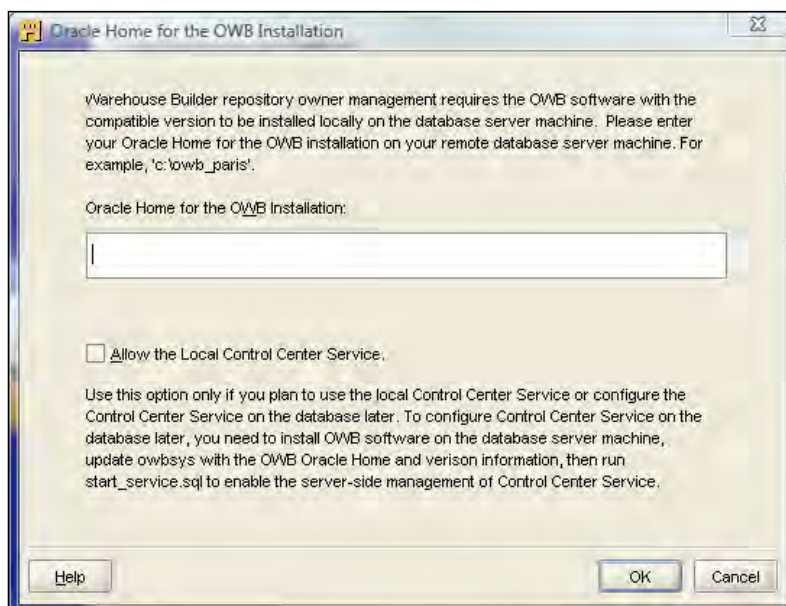 Oracle Home for the OWB Installation
Warehouse Builder repository owner management requires the OWB software with the
compatible version to be installed locally on the database server machine. Please enter
your Oracle Home for the OWB installation on your remote database server machine. For
example, 'c:\owb_paris'.
Oracle Home for the OWB Installation:
Allow the Local Control Center Service.
Use this option only if you plan to use the local Control Center Service or configure the
Control Center Service on the database later. To configure Control Center Service on the
database later, you need to install OWB software on the database server machine,
update owbsys with the OWB Oracle Home and verison information, then run
start_service.sql to enable the server-side management of Control Center Service.
Help
OK
Cancel